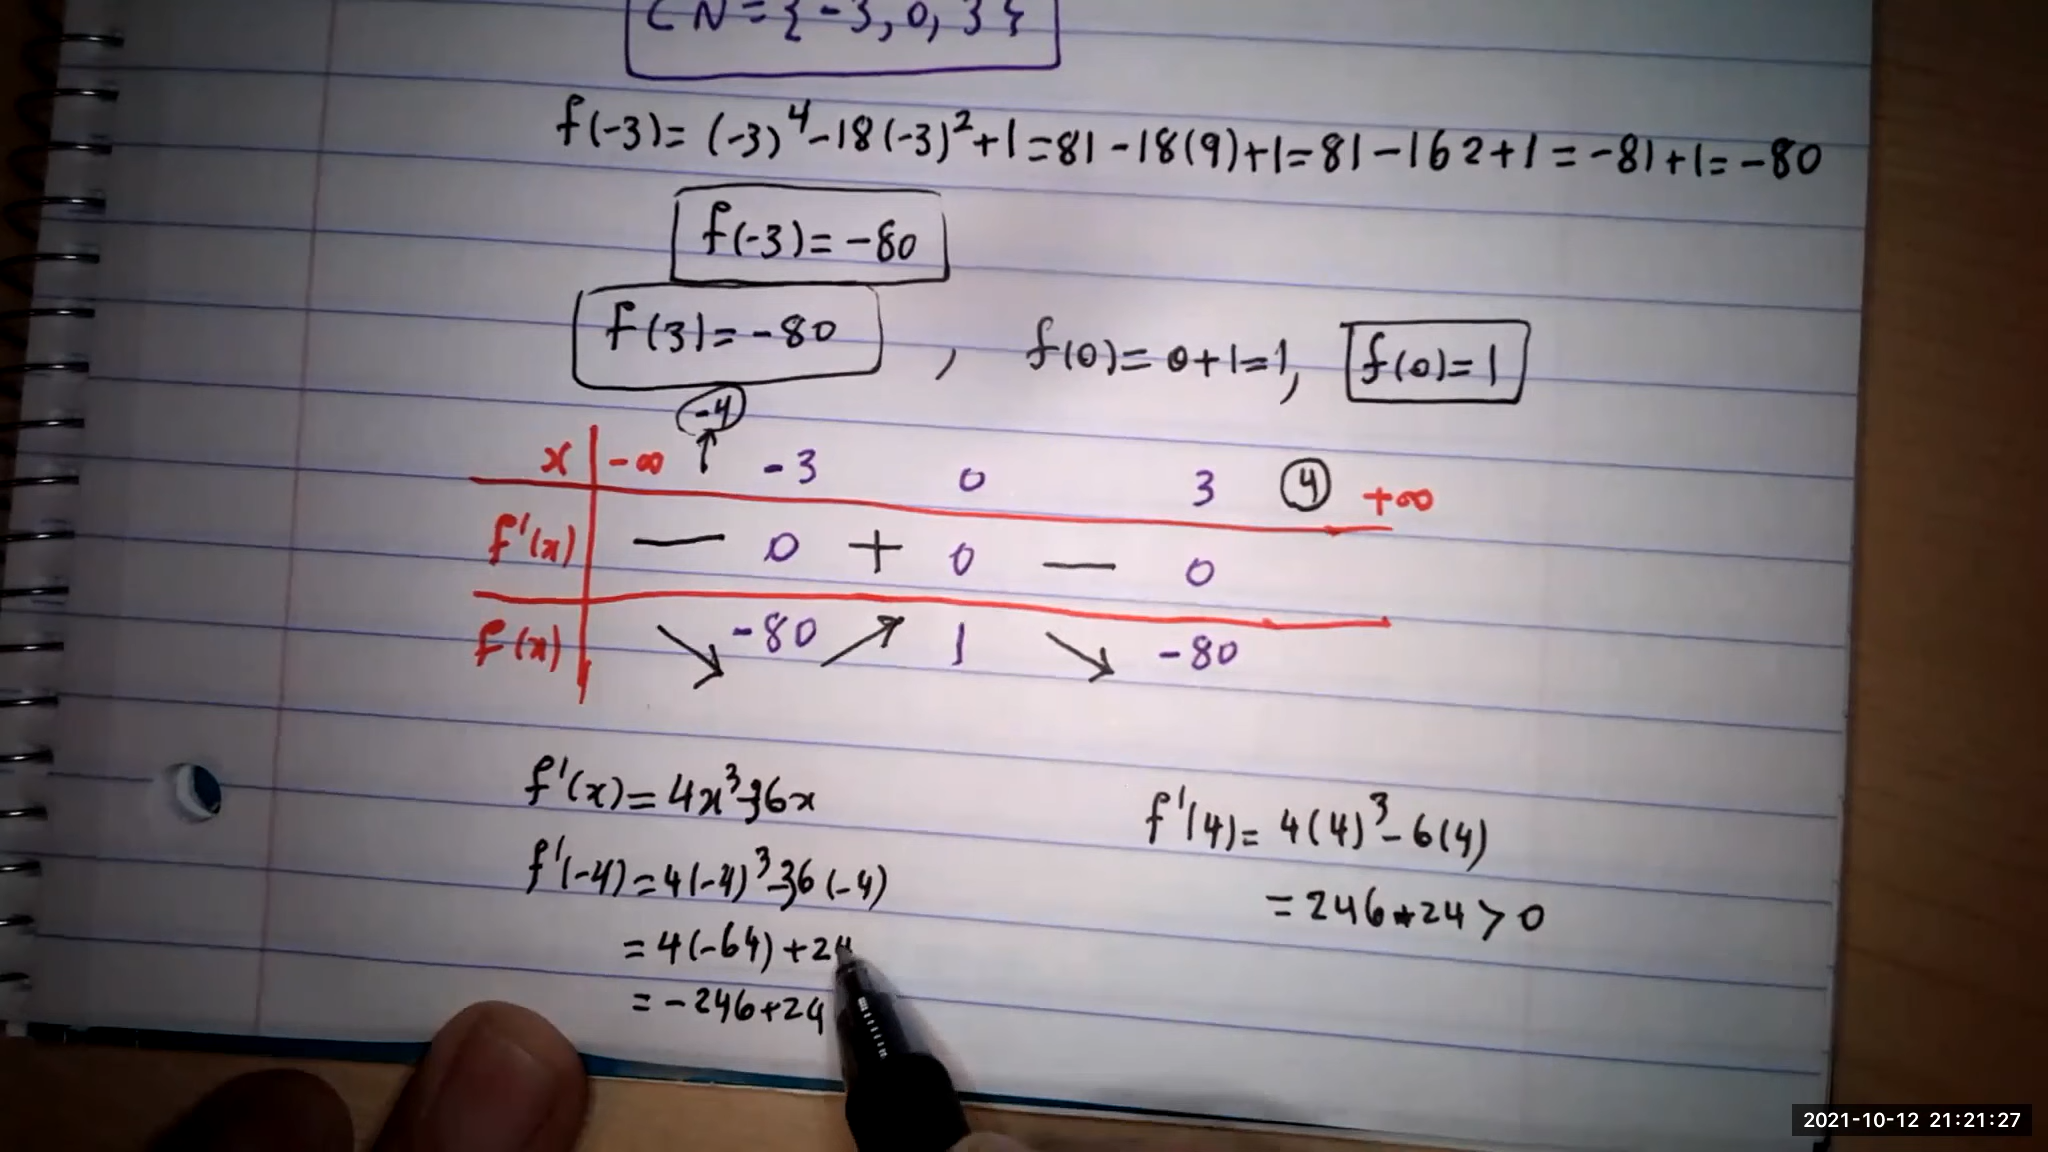 CN = {-3, 0, 3}
f(-3) = (-3)⁴ - 18(-3)² + 1 = 81 - 18(9) + 1 = 81 - 162 + 1 = -81 + 1 = -80
f(-3) = -80
f(3) = -80 , f(0) = 0 + 1 = 1, f(0) = 1
-4
x -∞ ↑ -3 0 3 4 +∞
f'(x) — 0 + 0 — 0
f(x) ↘ -80 ↗ 1 ↘ -80
f'(x) = 4x³ - 36x
f'(-4) = 4(-4)³ - 36(-4)
= 4(-64) + 24
= -246 + 24
f'(4) = 4(4)³ - 6(4)
= 246 - 24 > 0
2021-10-12 21:21:27